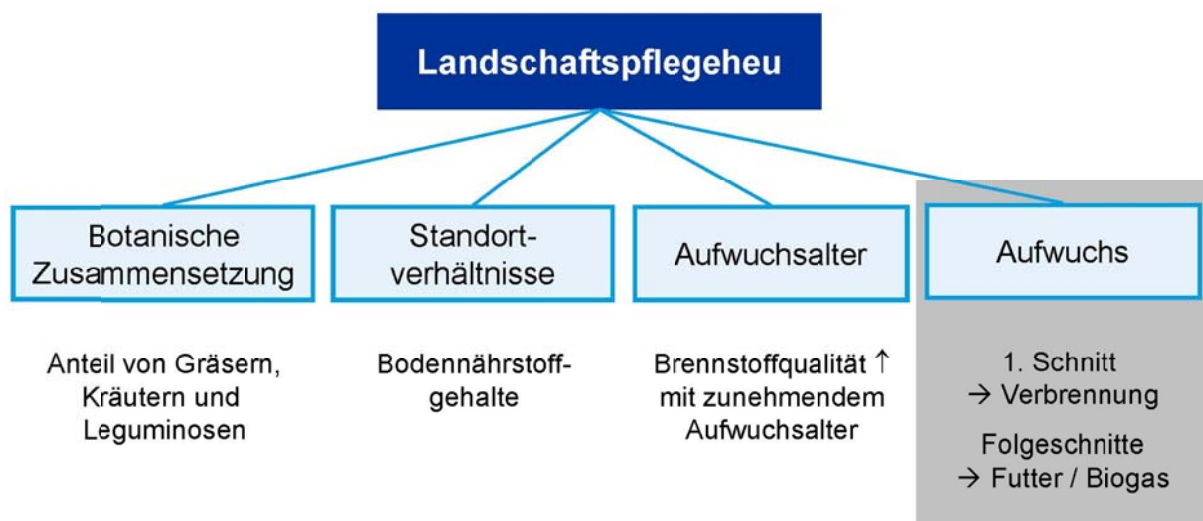 Landschaftspflegeheu
Botanische
Zusammensetzung
Anteil von Gräsern,
Kräutern und
Leguminosen
Standort-
verhältnisse
Bodennährstoff-
gehalte
Aufwuchsalter
Brennstoffqualität ↑
mit zunehmendem
Aufwuchsalter
Aufwuchs
1. Schnitt
→ Verbrennung
Folgeschnitte
→ Futter / Biogas